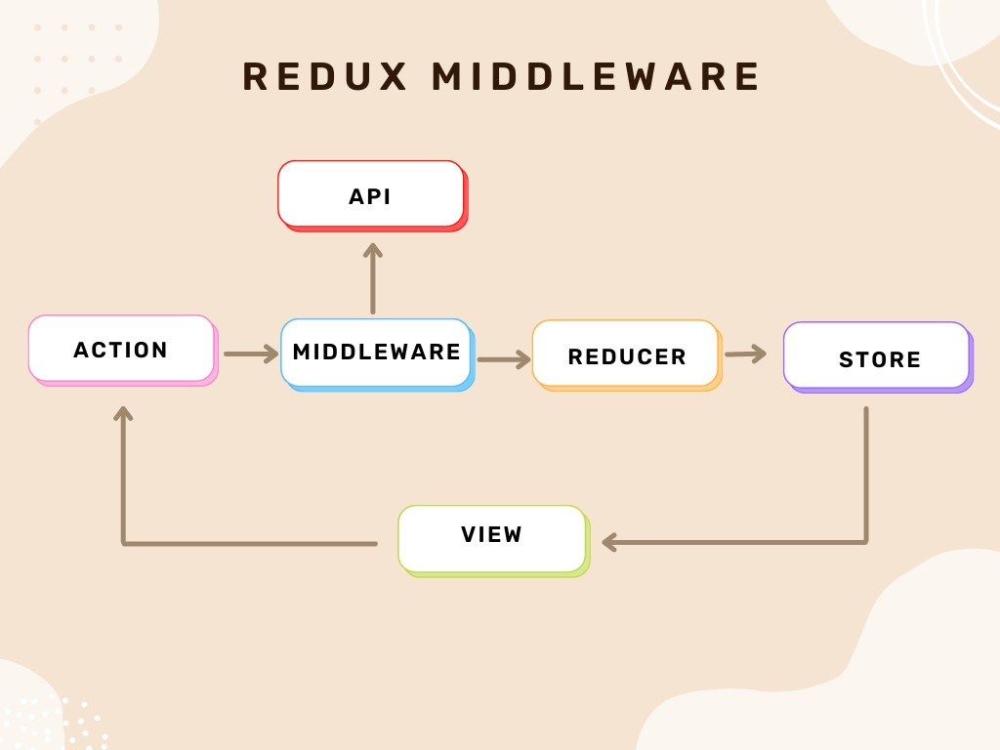 REDUX MIDDLEWARE
API
ACTION
MIDDLEWARE
REDUCER
STORE
VIEW